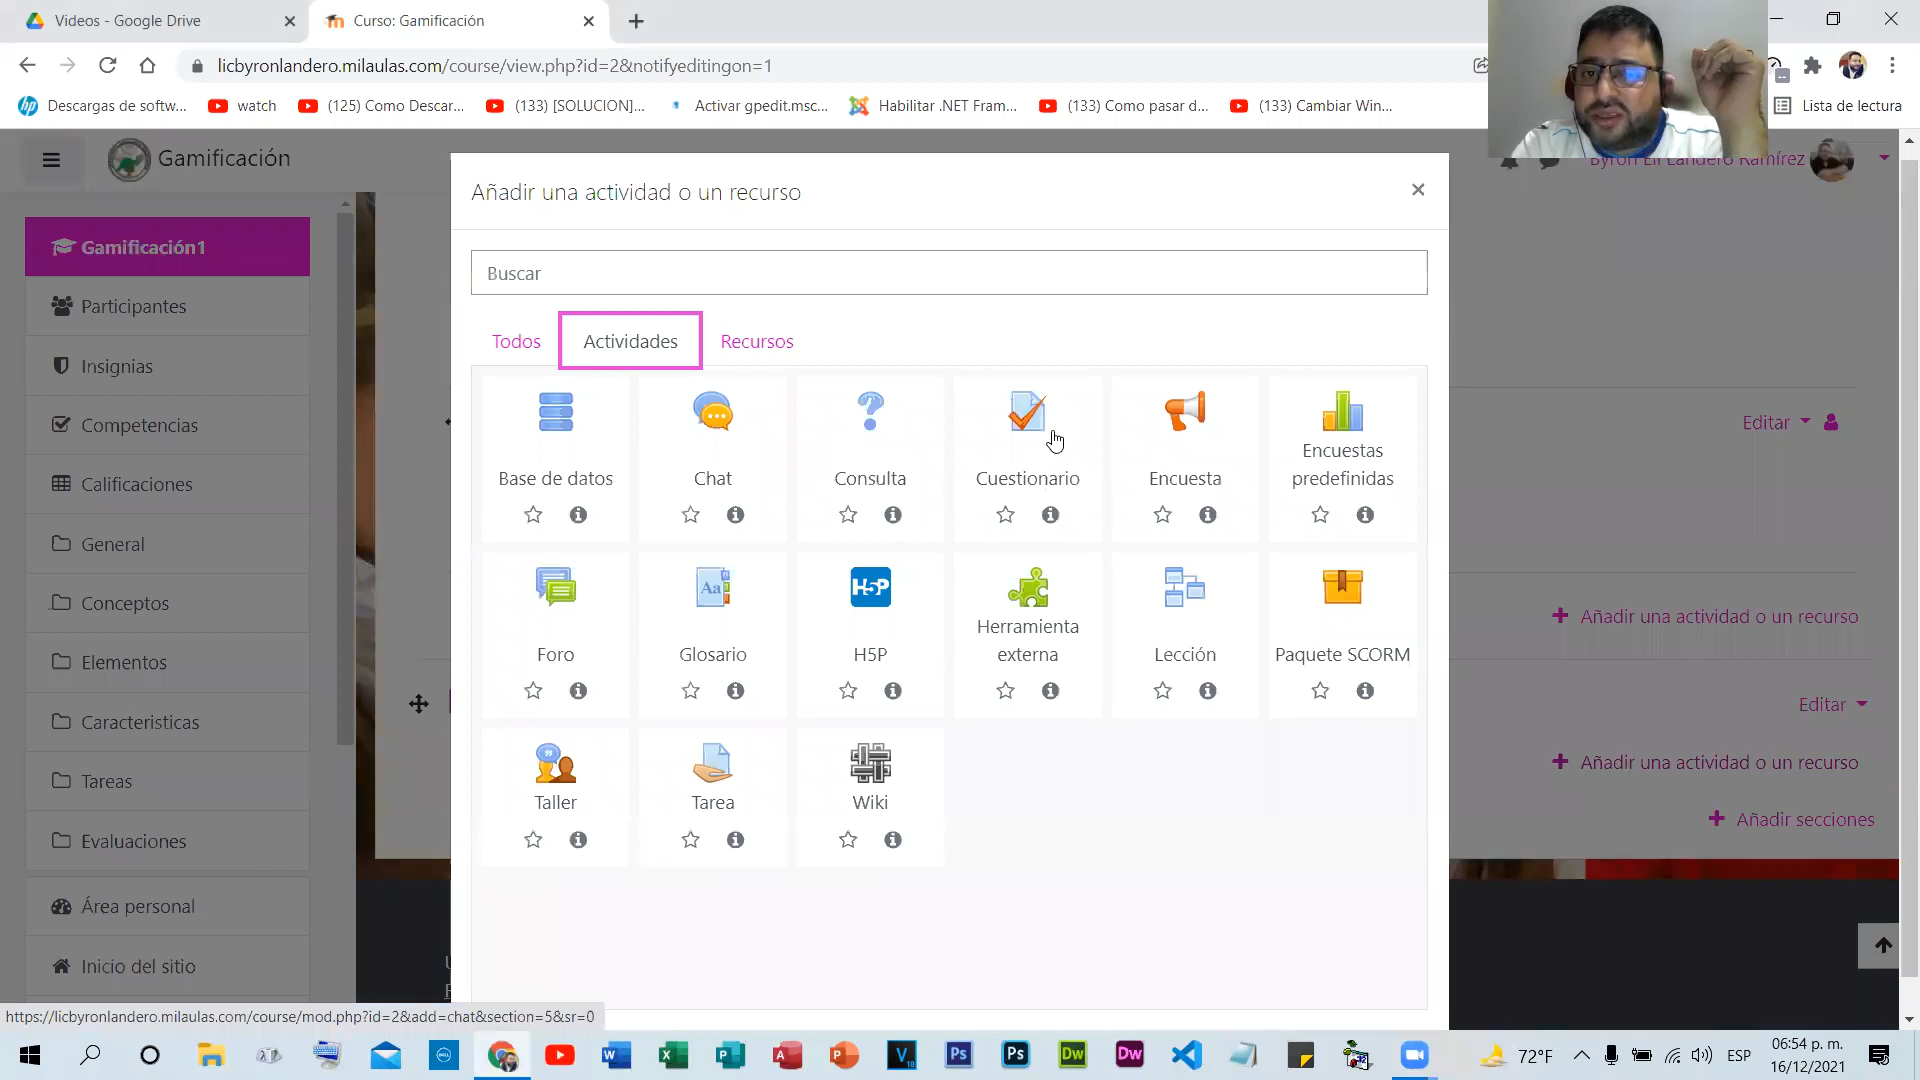 Videos - Google Drive
Curso: Gamificación
licbyronlandero.milaulas.com/course/view.php?id=2&notifyeditingon=1
Descargas de softw...
watch
(125) Como Descar...
(133) [SOLUCION]...
Activar gpedit.msc...
Habilitar .NET Fram...
(133) Como pasar d...
(133) Cambiar Win...
Lista de lectura
Gamificación
Byron Eli Landero Ramírez
Añadir una actividad o un recurso
Buscar
Todos
Actividades
Recursos
Gamificación1
Participantes
Insignias
Competencias
Calificaciones
General
Conceptos
Elementos
Caracteristicas
Tareas
Evaluaciones
Área personal
Inicio del sitio
Base de datos
Chat
Consulta
Cuestionario
Encuesta
Encuestas
predefinidas
Foro
Glosario
H5P
H5P
Herramienta
externa
Lección
Paquete SCORM
Taller
Tarea
Wiki
Editar
Añadir una actividad o un recurso
Editar
Añadir una actividad o un recurso
Añadir secciones
https://licbyronlandero.milaulas.com/course/mod.php?id=2&add=chat&section=5&sr=0
72°F
ESP
06:54 p. m.
16/12/2021